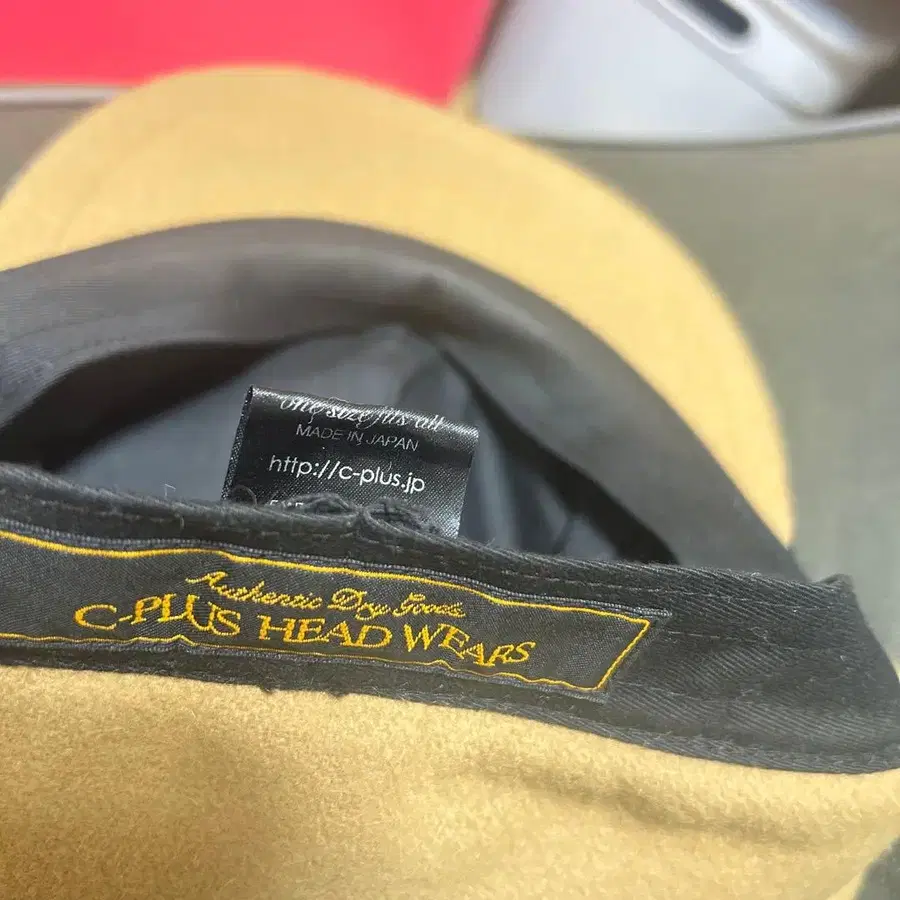 one size fits all
MADE IN JAPAN
http://c-plus.jp
Authentic Dry Goods
C-PLUS HEAD WEARS